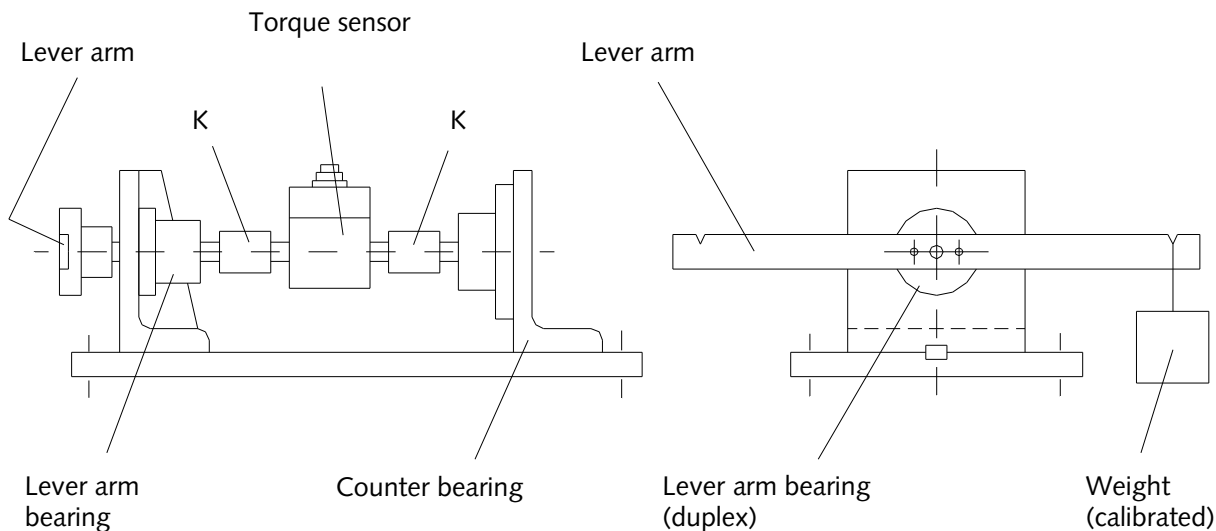 Torque sensor
Lever arm
Lever arm
K
K
Lever arm
bearing
Counter bearing
Lever arm bearing
(duplex)
Weight
(calibrated)